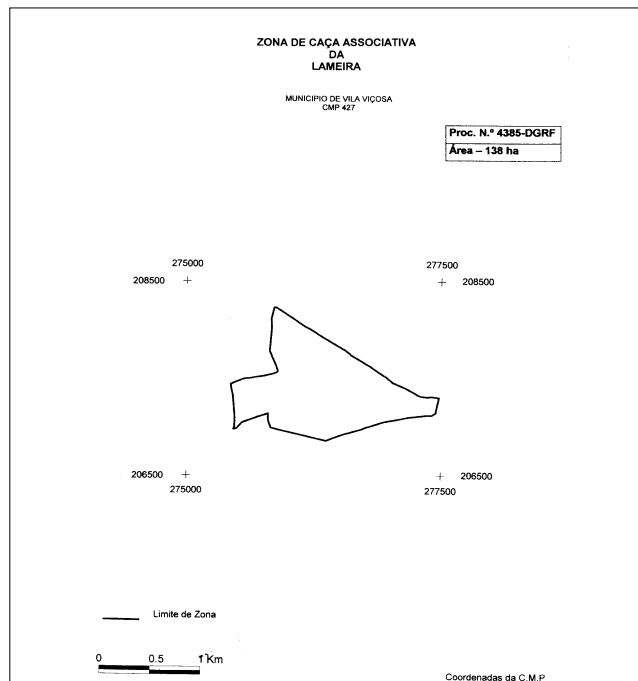 ZONA DE CAÇA ASSOCIATIVA
DA
LAMEIRA
MUNICIPIO DE VILA VIÇOSA
CMP 427
Proc. N.º 4385-DGRF
Área – 138 ha
275000
277500
208500
208500
206500
206500
275000
277500
Limite de Zona
0 0.5 1 Km
Coordenadas da C.M.P